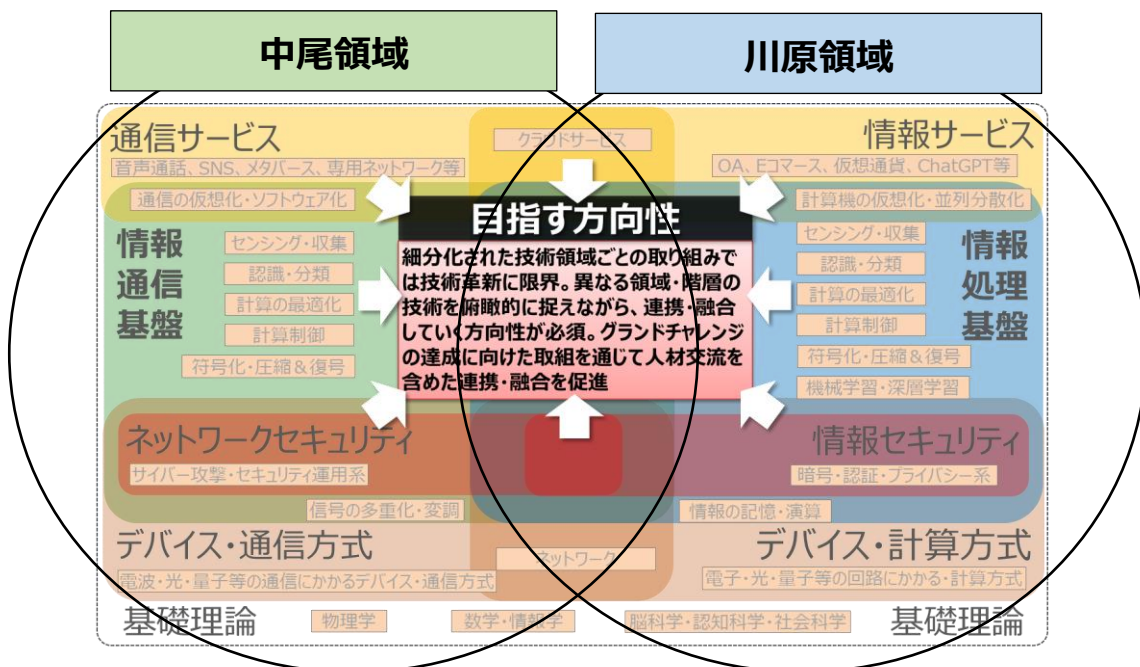 中尾領域
川原領域
通信サービス
音声通話、SNS、メタバース、専用ネットワーク等
クラウドサービス
情報サービス
OA、Eコマース、仮想通貨、ChatGPT等
通信の仮想化・ソフトウェア化
計算機の仮想化・並列分散化
情報
通信
基盤
センシング・収集
認識・分類
計算の最適化
計算制御
符号化・圧縮&復号
目指す方向性
細分化された技術領域ごとの取り組みで
は技術革新に限界。異なる領域・階層の
技術を俯瞰的に捉えながら、連携・融合
していく方向性が必須。グランドチャレンジ
の達成に向けた取組を通じて人材交流を
含めた連携・融合を促進
センシング・収集
認識・分類
計算の最適化
計算制御
符号化・圧縮&復号
機械学習・深層学習
情報
処理
基盤
ネットワークセキュリティ
サイバー攻撃・セキュリティ運用系
情報セキュリティ
暗号・認証・プライバシー系
信号の多重化・変調
情報の記憶・演算
デバイス・通信方式
電波・光・量子等の通信にかかるデバイス・通信方式
ネットワーク
デバイス・計算方式
電子・光・量子等の回路にかかる・計算方式
基礎理論
物理学
数学・情報学
脳科学・認知科学・社会科学
基礎理論